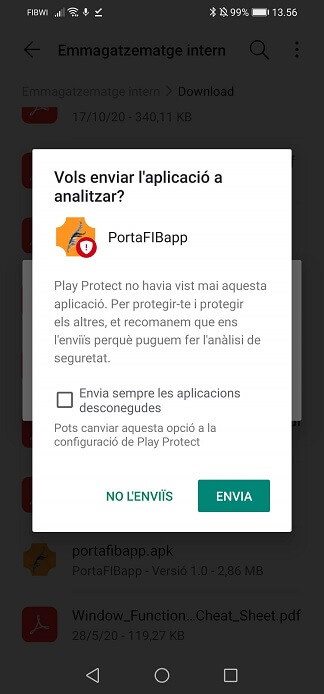 FIBWI 99% 13.56
Emmagatzematge intern
Emmagatzematge intern > Download
17/10/20 - 340,11 KB
Vols enviar l'aplicació a
analitzar?
PortaFIBapp
Play Protect no havia vist mai aquesta
aplicació. Per protegir-te i protegir
els altres, et recomanem que ens
l'enviïs perquè puguem fer l'anàlisi de
seguretat.
Envia sempre les aplicacions
desconegudes
Pots canviar aquesta opció a la
configuració de Play Protect
NO L'ENVIÏS
ENVIA
portafibapp.apk
PortaFIBapp - Versió 1.0 - 2,86 MB
Window_Function...Cheat_Sheet.pdf
28/5/20 - 119,27 KB